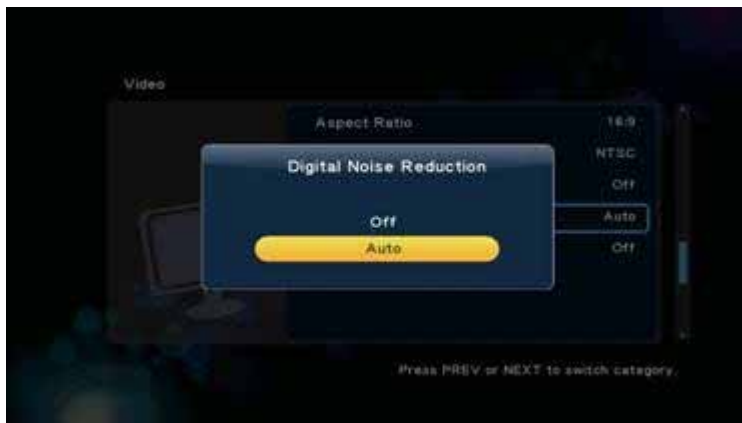 Video
Aspect Ratio 16:9
NTSC
Digital Noise Reduction
Off
Off
Auto
Auto
Off
Press PREV or NEXT to switch category.